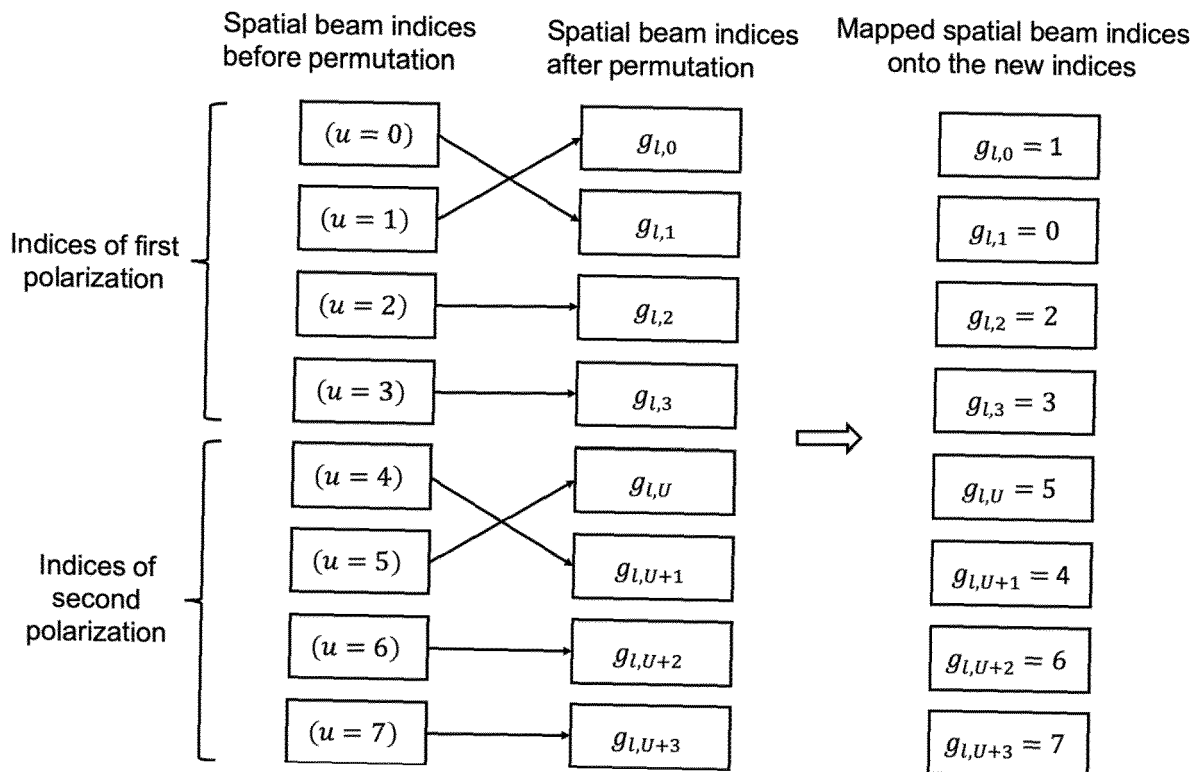 Spatial beam indices
before permutation
Spatial beam indices
after permutation
Mapped spatial beam indices
onto the new indices
Indices of first
polarization
(u = 0)
(u = 1)
(u = 2)
(u = 3)
g_{l,0}
g_{l,1}
g_{l,2}
g_{l,3}
g_{l,0} = 1
g_{l,1} = 0
g_{l,2} = 2
g_{l,3} = 3
Indices of
second
polarization
(u = 4)
(u = 5)
(u = 6)
(u = 7)
g_{l,U}
g_{l,U+1}
g_{l,U+2}
g_{l,U+3}
g_{l,U} = 5
g_{l,U+1} = 4
g_{l,U+2} = 6
g_{l,U+3} = 7